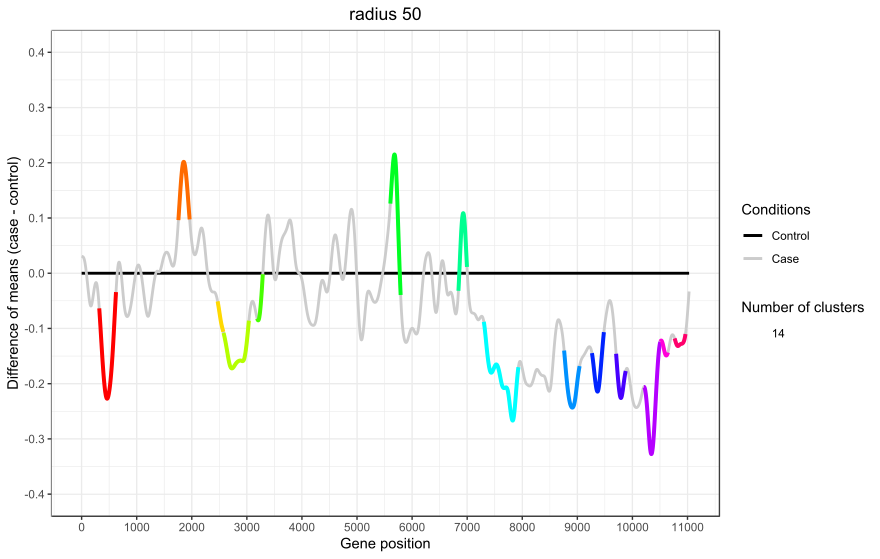 radius 50
Difference of means (case - control)
0.4
0.3
0.2
0.1
0.0
-0.1
-0.2
-0.3
-0.4
0 1000 2000 3000 4000 5000 6000 7000 8000 9000 10000 11000
Gene position
Conditions
Control
Case
Number of clusters
14